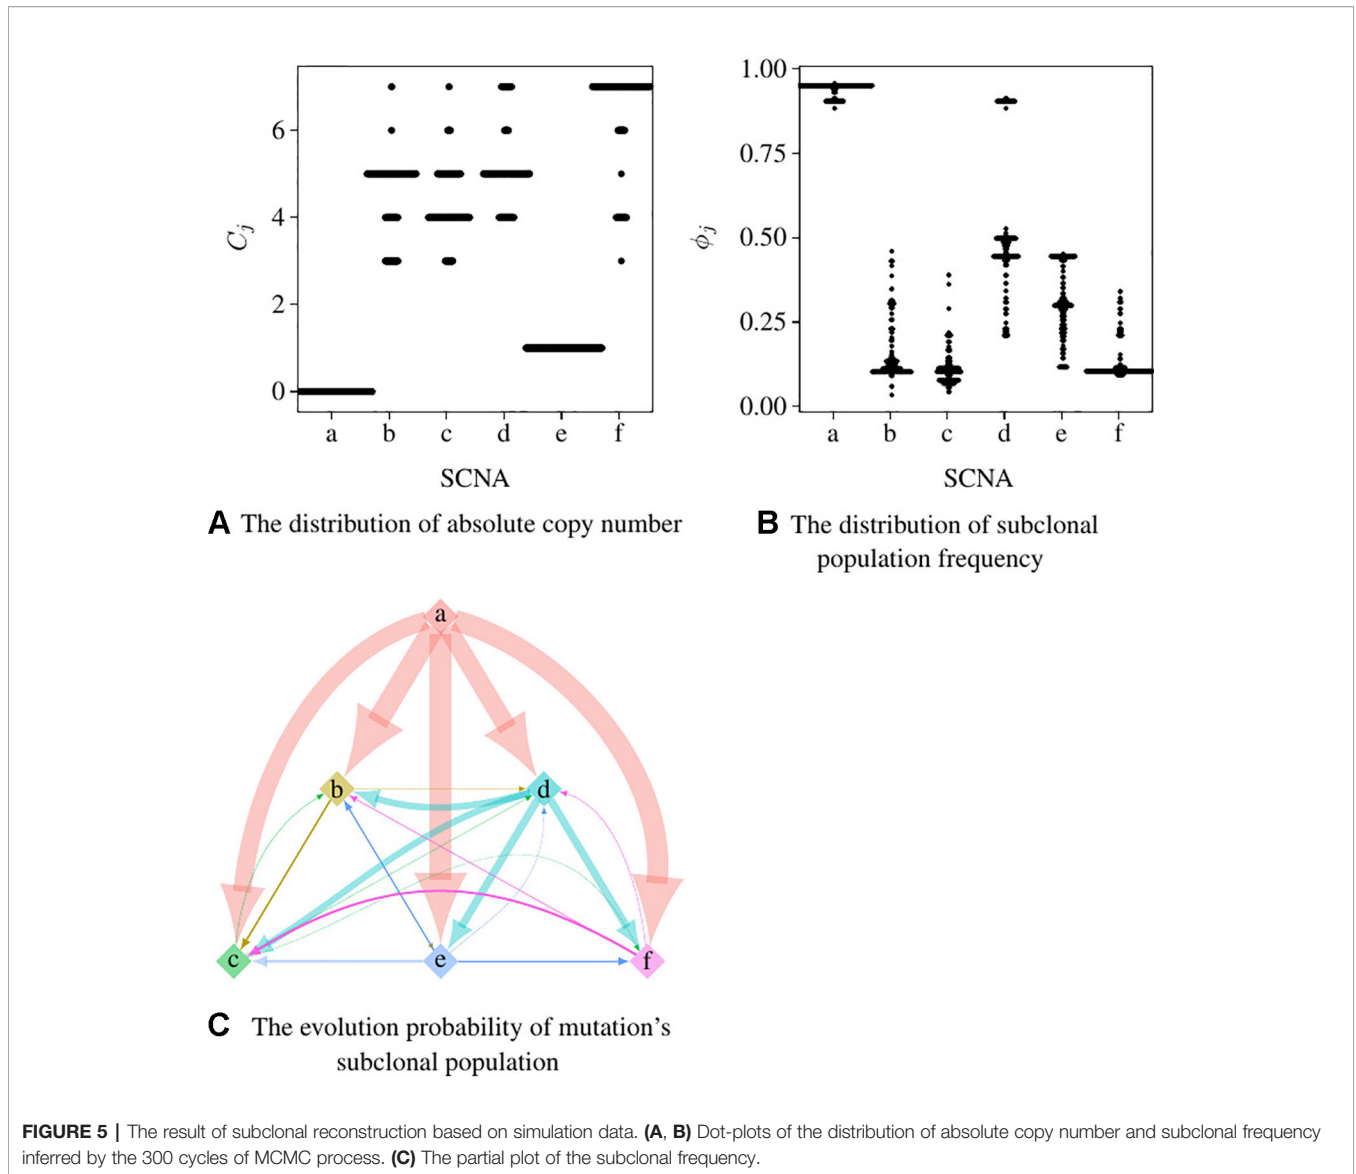 6
4
2
0
C_j
a b c d e f
SCNA
A The distribution of absolute copy number
1.00
0.75
0.50
0.25
0.00
ϕ_j
a b c d e f
SCNA
B The distribution of subclonal
population frequency
a
b
d
c
e
f
C The evolution probability of mutation's
subclonal population
FIGURE 5 | The result of subclonal reconstruction based on simulation data. (A, B) Dot-plots of the distribution of absolute copy number and subclonal frequency
inferred by the 300 cycles of MCMC process. (C) The partial plot of the subclonal frequency.